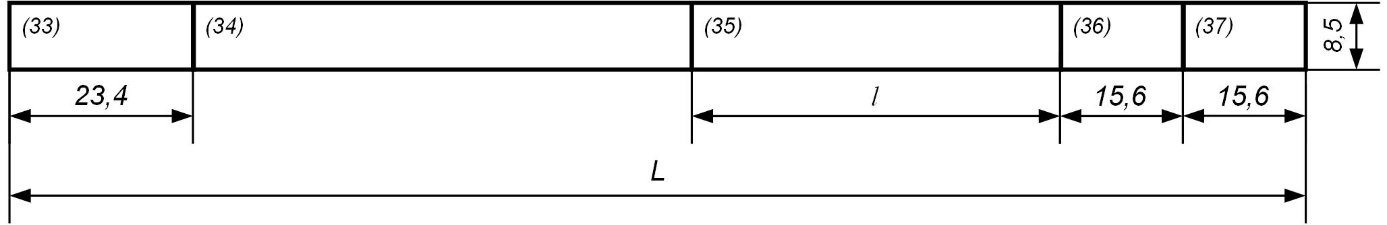 (33) (34) (35) (36) (37) 8,5
23,4 l 15,6 15,6
L